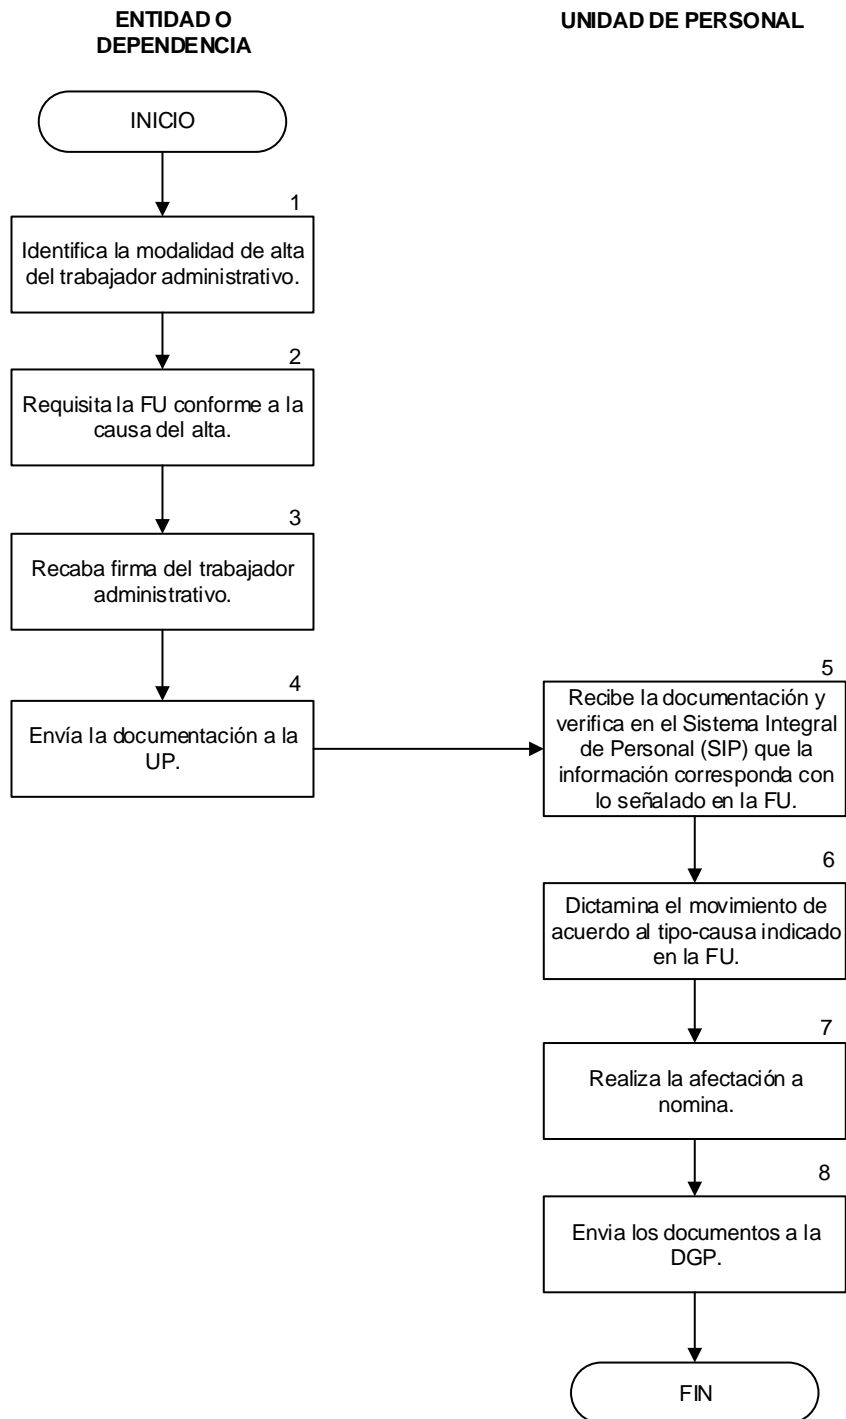 ENTIDAD O
DEPENDENCIA
UNIDAD DE PERSONAL
INICIO
1
Identifica la modalidad de alta
del trabajador administrativo.
2
Requisita la FU conforme a la
causa del alta.
3
Recaba firma del trabajador
administrativo.
4
Envía la documentación a la
UP.
5
Recibe la documentación y
verifica en el Sistema Integral
de Personal (SIP) que la
información corresponda con
lo señalado en la FU.
6
Dictamina el movimiento de
acuerdo al tipo-causa indicado
en la FU.
7
Realiza la afectación a
nomina.
8
Envia los documentos a la
DGP.
FIN